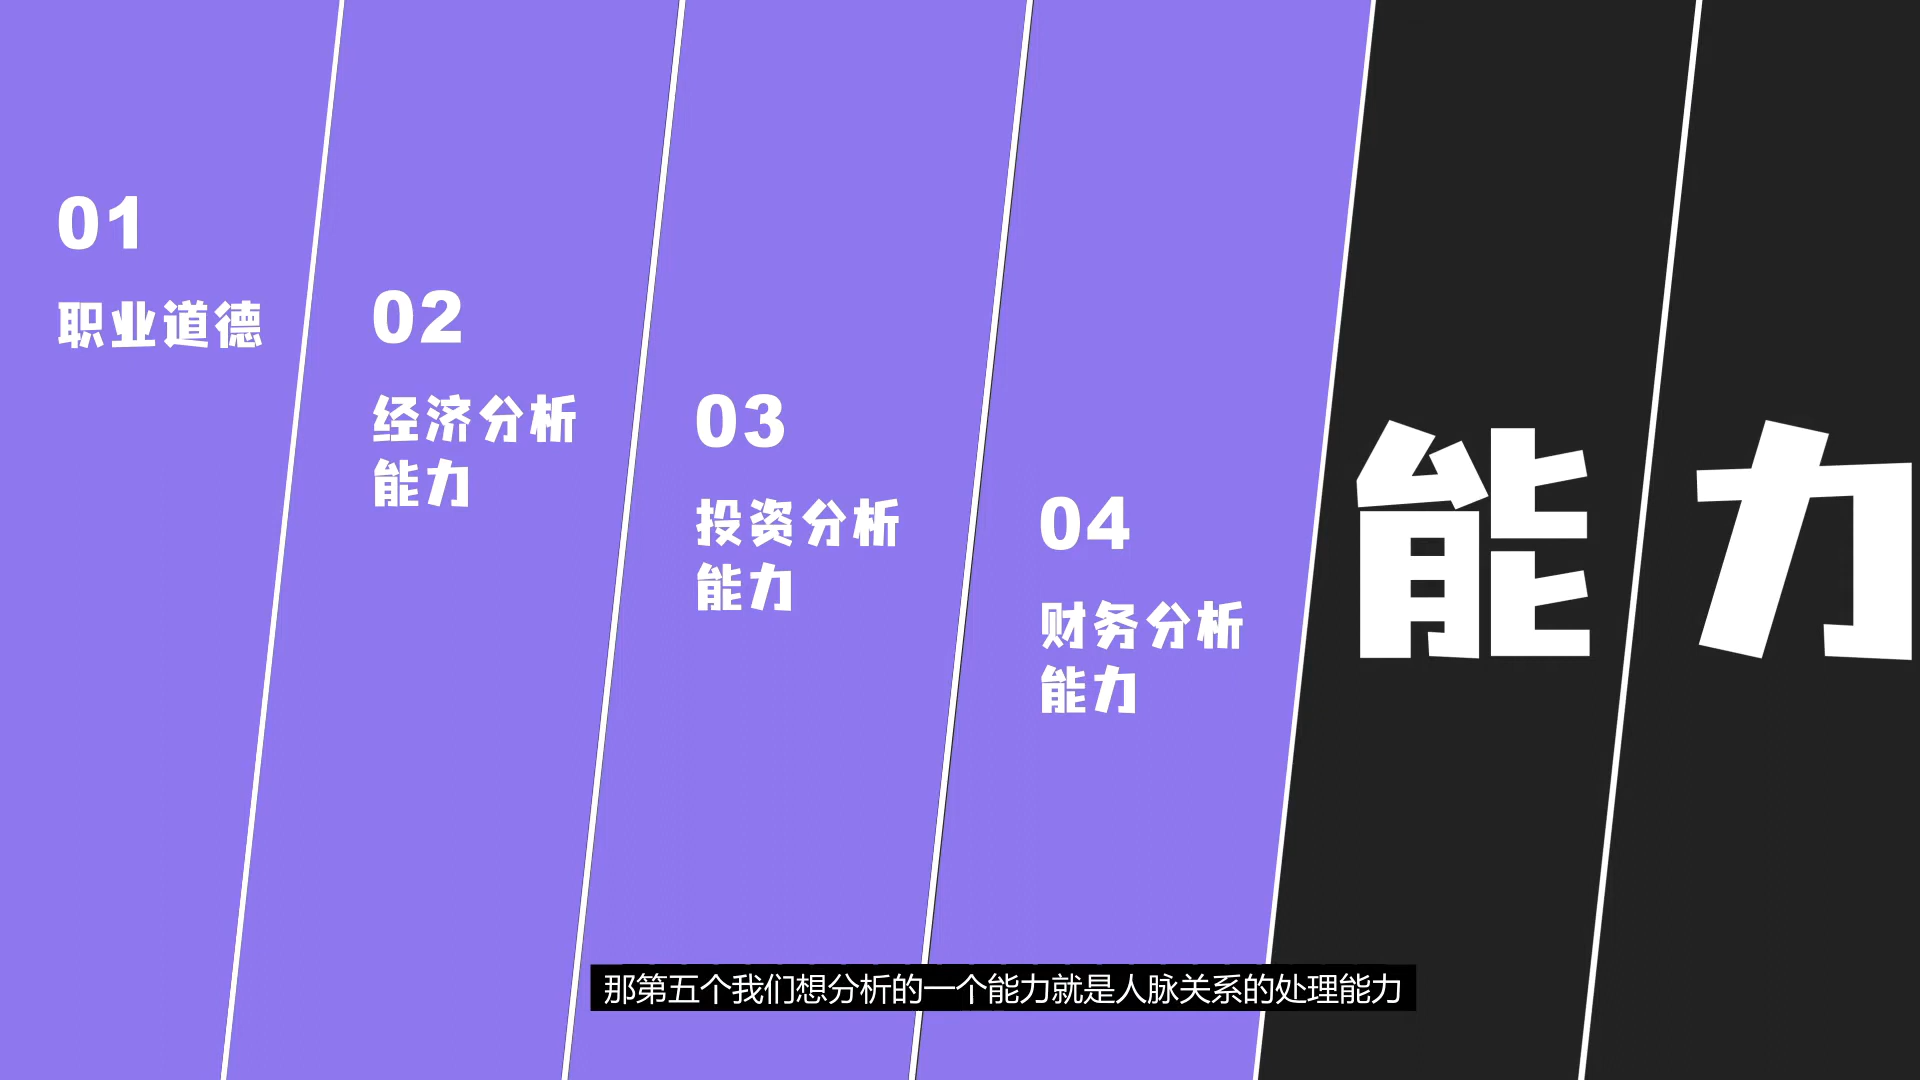 01
职业道德
02
经济分析
能力
03
投资分析
能力
04
财务分析
能力
能力
那第五个我们想分析的一个能力就是人脉关系的处理能力